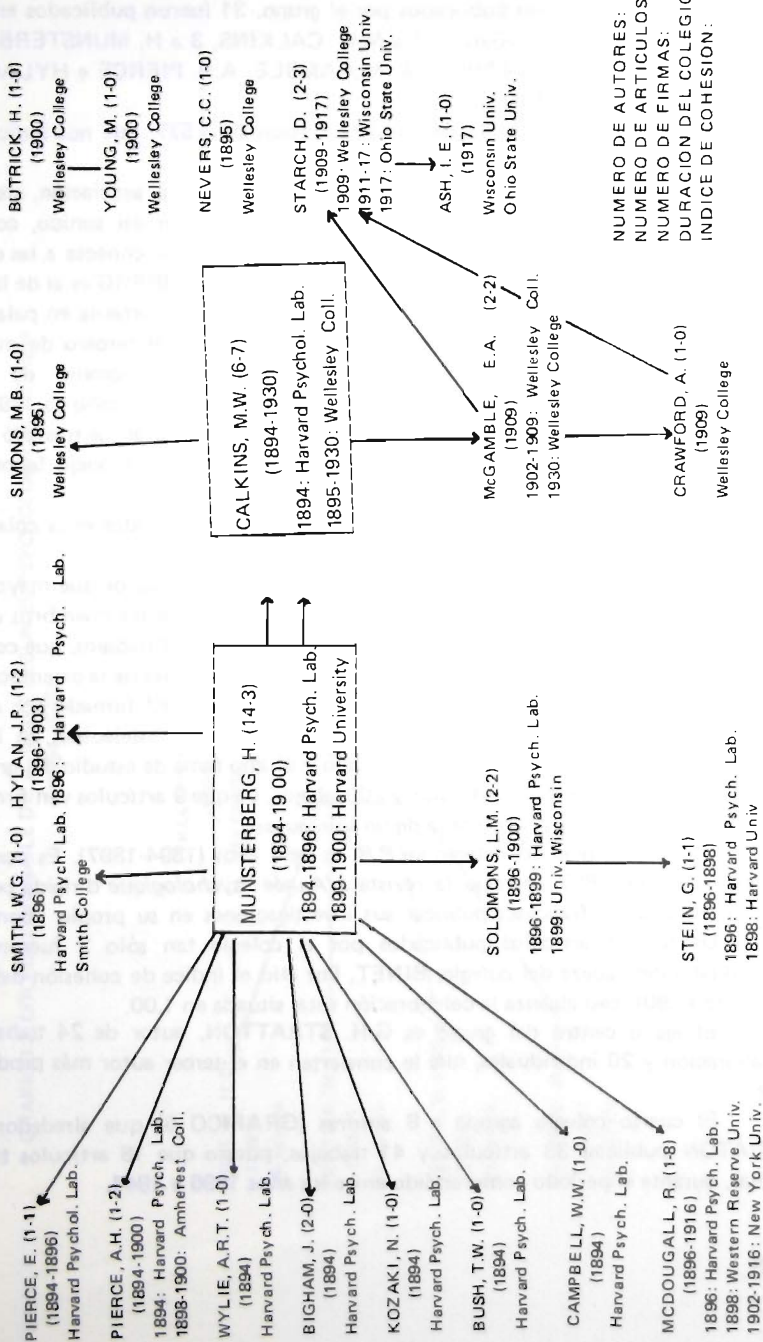 PIERCE, E. (1-1)
(1894-1896)
Harvard Psychol. Lab.
PIERCE, A.H. (1-2)
(1894-1900)
1894: Harvard Psych. Lab.
1898-1900: Amherst Coll.
WYLIE, A.R.T.
(1894)
Harvard Psych. Lab.
BIGHAM, J. (2-0)
(1894)
Harvard Psych. Lab.
KOZAKI, N. (1-0)
(1894)
Harvard Psych. Lab.
BUSH, T.W. (1-0)
(1894)
Harvard Psych. Lab.
CAMPBELL, W.W. (1-0)
(1894)
Harvard Psych. Lab.
MCDOUGALL, R. (1-8)
(1896-1916)
1896: Harvard Psych. Lab.
1898: Western Reserve Univ.
1902-1916: New York Univ.
SMITH, W.G. (1-0)
(1896)
Harvard Psych. Lab.
Smith College
HYLAN, J.P. (1-2)
(1896-1903)
1896: Harvard Psych. Lab.
MUNSTERBERG, H. (14-3)
1894-1900)
1894-1896: Harvard Psych. Lab.
1899-1900: Harvard University
SOLOMONS, L.M. (2-2)
(1896-1900)
1896-1899: Harvard Psych. Lab.
1899: Univ. Wisconsin
STEIN, G. (1-1)
(1896-1898)
1896: Harvard Psych. Lab.
1898: Harvard Univ
SIMONS, M.B. (1-0)
(1895)
Wellesley College
CALKINS, M.W. (6-7)
(1894-1930)
1894: Harvard Psychol. Lab.
1895-1930: Wellesley Coll.
McGAMBLE, E.A. (2-2)
(1909)
1902-1909: Wellesley Coll.
1930: Wellesley College
CRAWFORD, A. (1-0)
(1909)
Wellesley College
BUTRICK, H. (1-0)
(1900)
Wellesley College
YOUNG, M. (1-0)
(1900)
Wellesley College
NEVERS, C.C. (1-0)
(1895)
Wellesley College
STARCH, D. (2-3)
(1909-1917)
1909: Wellesley College
1911-17: Wisconsin Univ.
1917: Ohio State Univ.
ASH, I. E. (1-0)
(1917)
Wisconsin Univ.
Ohio State Univ.
NUMERO DE AUTORES:
NUMERO DE ARTICULOS
NUMERO DE FIRMAS:
DURACION DEL COLEGIO
INDICE DE COHESION: